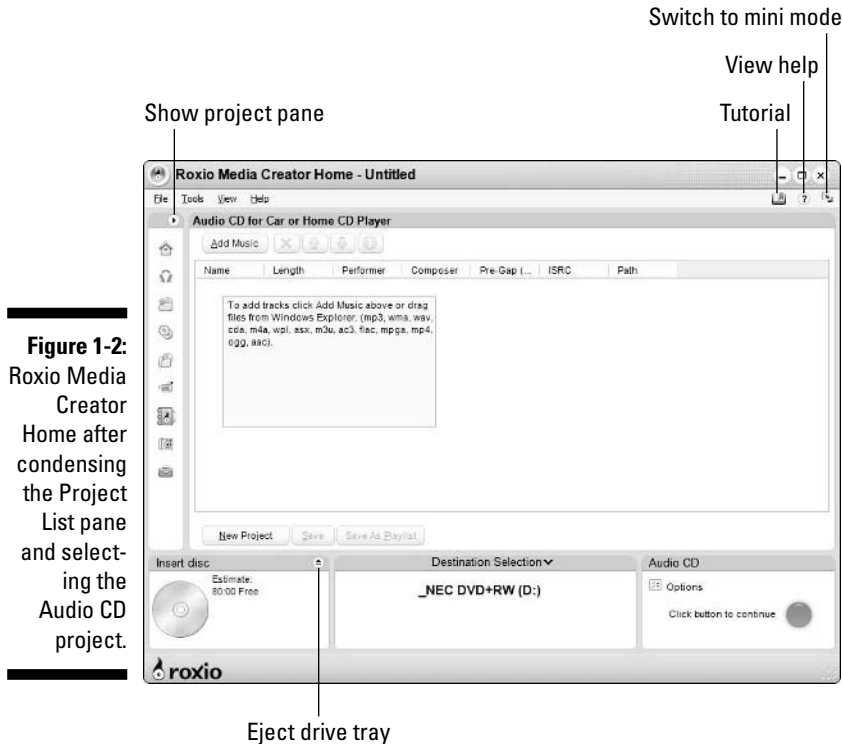 Switch to mini mode
View help
Show project pane
Tutorial
Roxio Media Creator Home - Untitled
File Tools View Help
Audio CD for Car or Home CD Player
Add Music
Name Length Performer Composer Pre-Gap (... ISRC Path
To add tracks click Add Music above or drag
files from Windows Explorer. (mp3, wma, wav,
cda, m4a, wpl, asx, m3u, ac3, flac, mpga, mp4,
ogg, aac).
Figure 1-2:
Roxio Media
Creator
Home after
condensing
the Project
List pane
and select-
ing the
Audio CD
project.
New Project Save Save As Playlist
Insert disc Destination Selection Audio CD
Estimate:
80:00 Free
_NEC DVD+RW (D:)
Options
Click button to continue
roxio
Eject drive tray